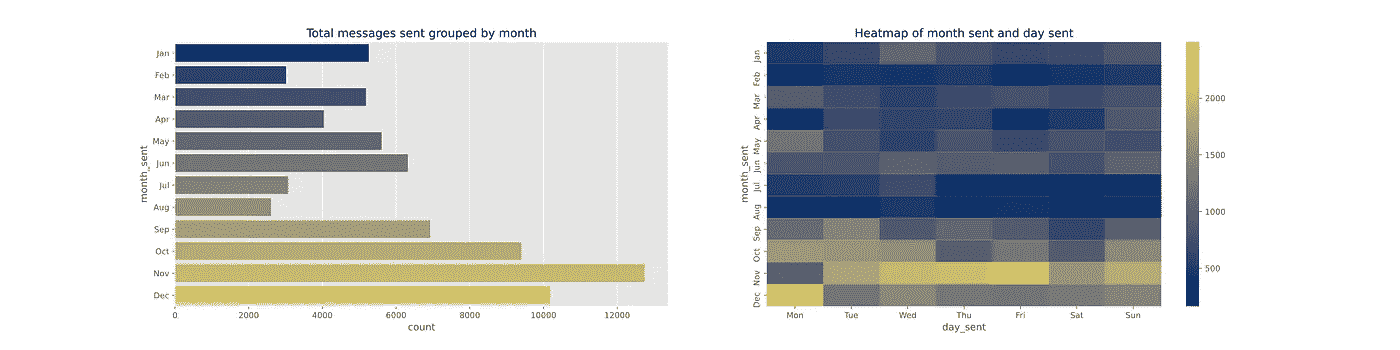 Total messages sent grouped by month
Jan
Feb
Mar
Apr
May
Jun
Jul
Aug
Sep
Oct
Nov
Dec
month_sent
0 2000 4000 6000 8000 10000 12000
count
Heatmap of month sent and day sent
Jan
Feb
Mar
Apr
May
Jun
Jul
Aug
Sep
Oct
Nov
Dec
month_sent
Mon Tue Wed Thu Fri Sat Sun
day_sent
2000
1500
1000
500